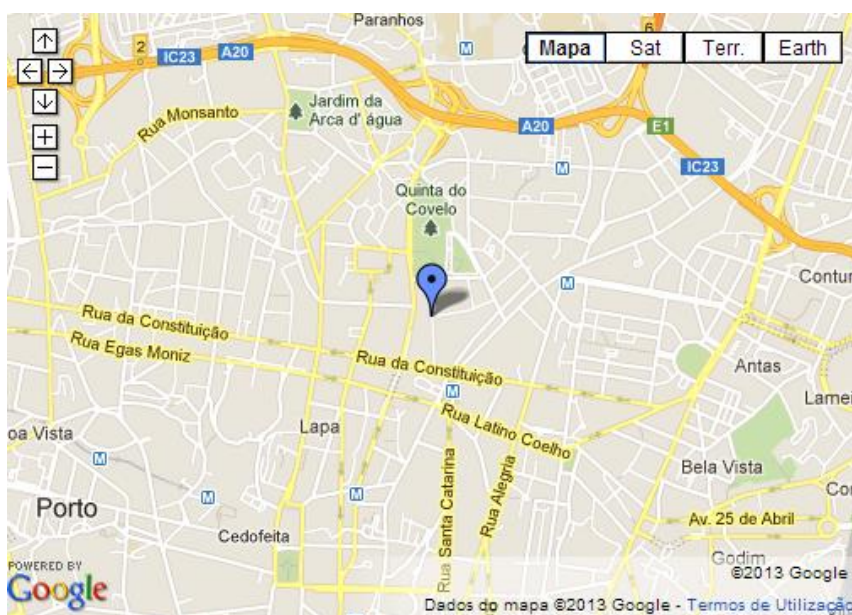 Paranhos
2
IC23
A20
6
Mapa
Sat
Terr.
Earth
M
Rua Monsanto
Jardim da
Arca d' água
A20
E1
IC23
M
Quinta do
Covelo
M
Contun
Rua da Constituição
Rua Egas Moniz
Rua da Constituição
Antas
Lamei
M
Rua Latino Coelho
Lapa
oa Vista
M
Bela Vista
M
M
Rua Santa Catarina
Rua Alegria
Porto
Cedofeita
Av. 25 de Abril
Godim
POWERED BY
Google
©2013 Google
Dados do mapa ©2013 Google - Termos de Utilização